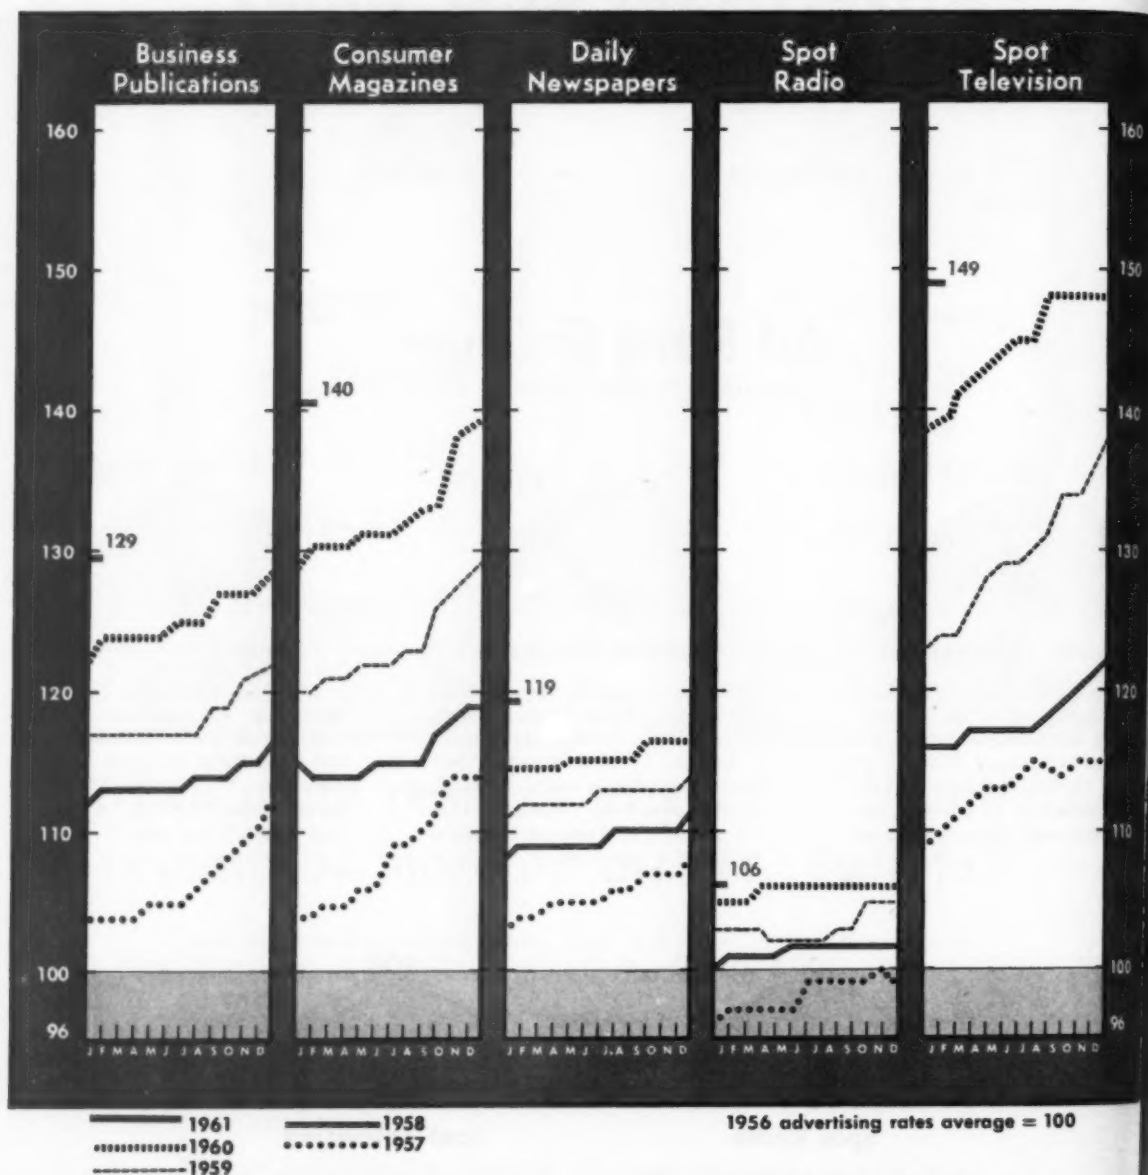 Business Publications
Consumer Magazines
Daily Newspapers
Spot Radio
Spot Television
160
150
140
130
120
110
100
96
129
140
119
106
149
160
150
140
130
120
110
100
96
J F M A M J J A S O N D
J F M A M J J A S O N D
J F M A M J J A S O N D
J F M A M J J A S O N D
J F M A M J J A S O N D
1961
1960
1959
1958
1957
1956 advertising rates average = 100